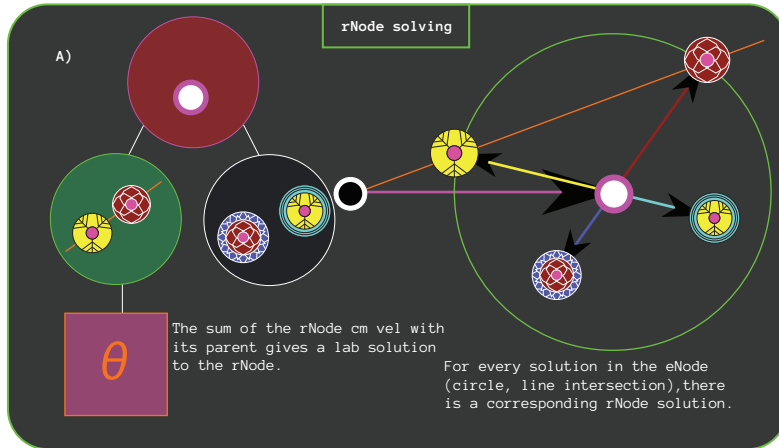 rNode solving
A)
θ
The sum of the rNode cm vel with
its parent gives a lab solution
to the rNode.
For every solution in the eNode
(circle, line intersection),there
is a corresponding rNode solution.